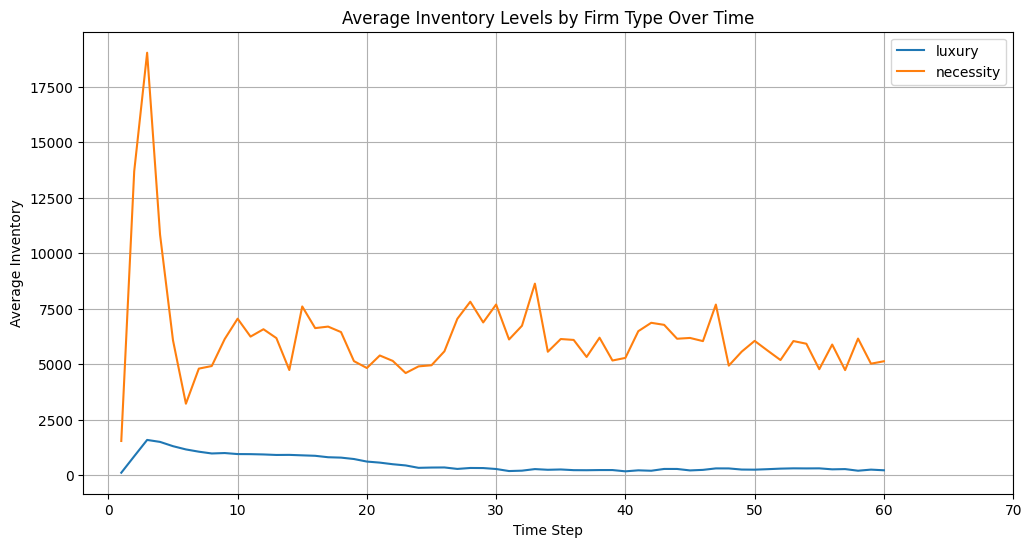 Average Inventory Levels by Firm Type Over Time
luxury
necessity
Average Inventory
17500
15000
12500
10000
7500
5000
2500
0
0 10 20 30 40 50 60 70
Time Step